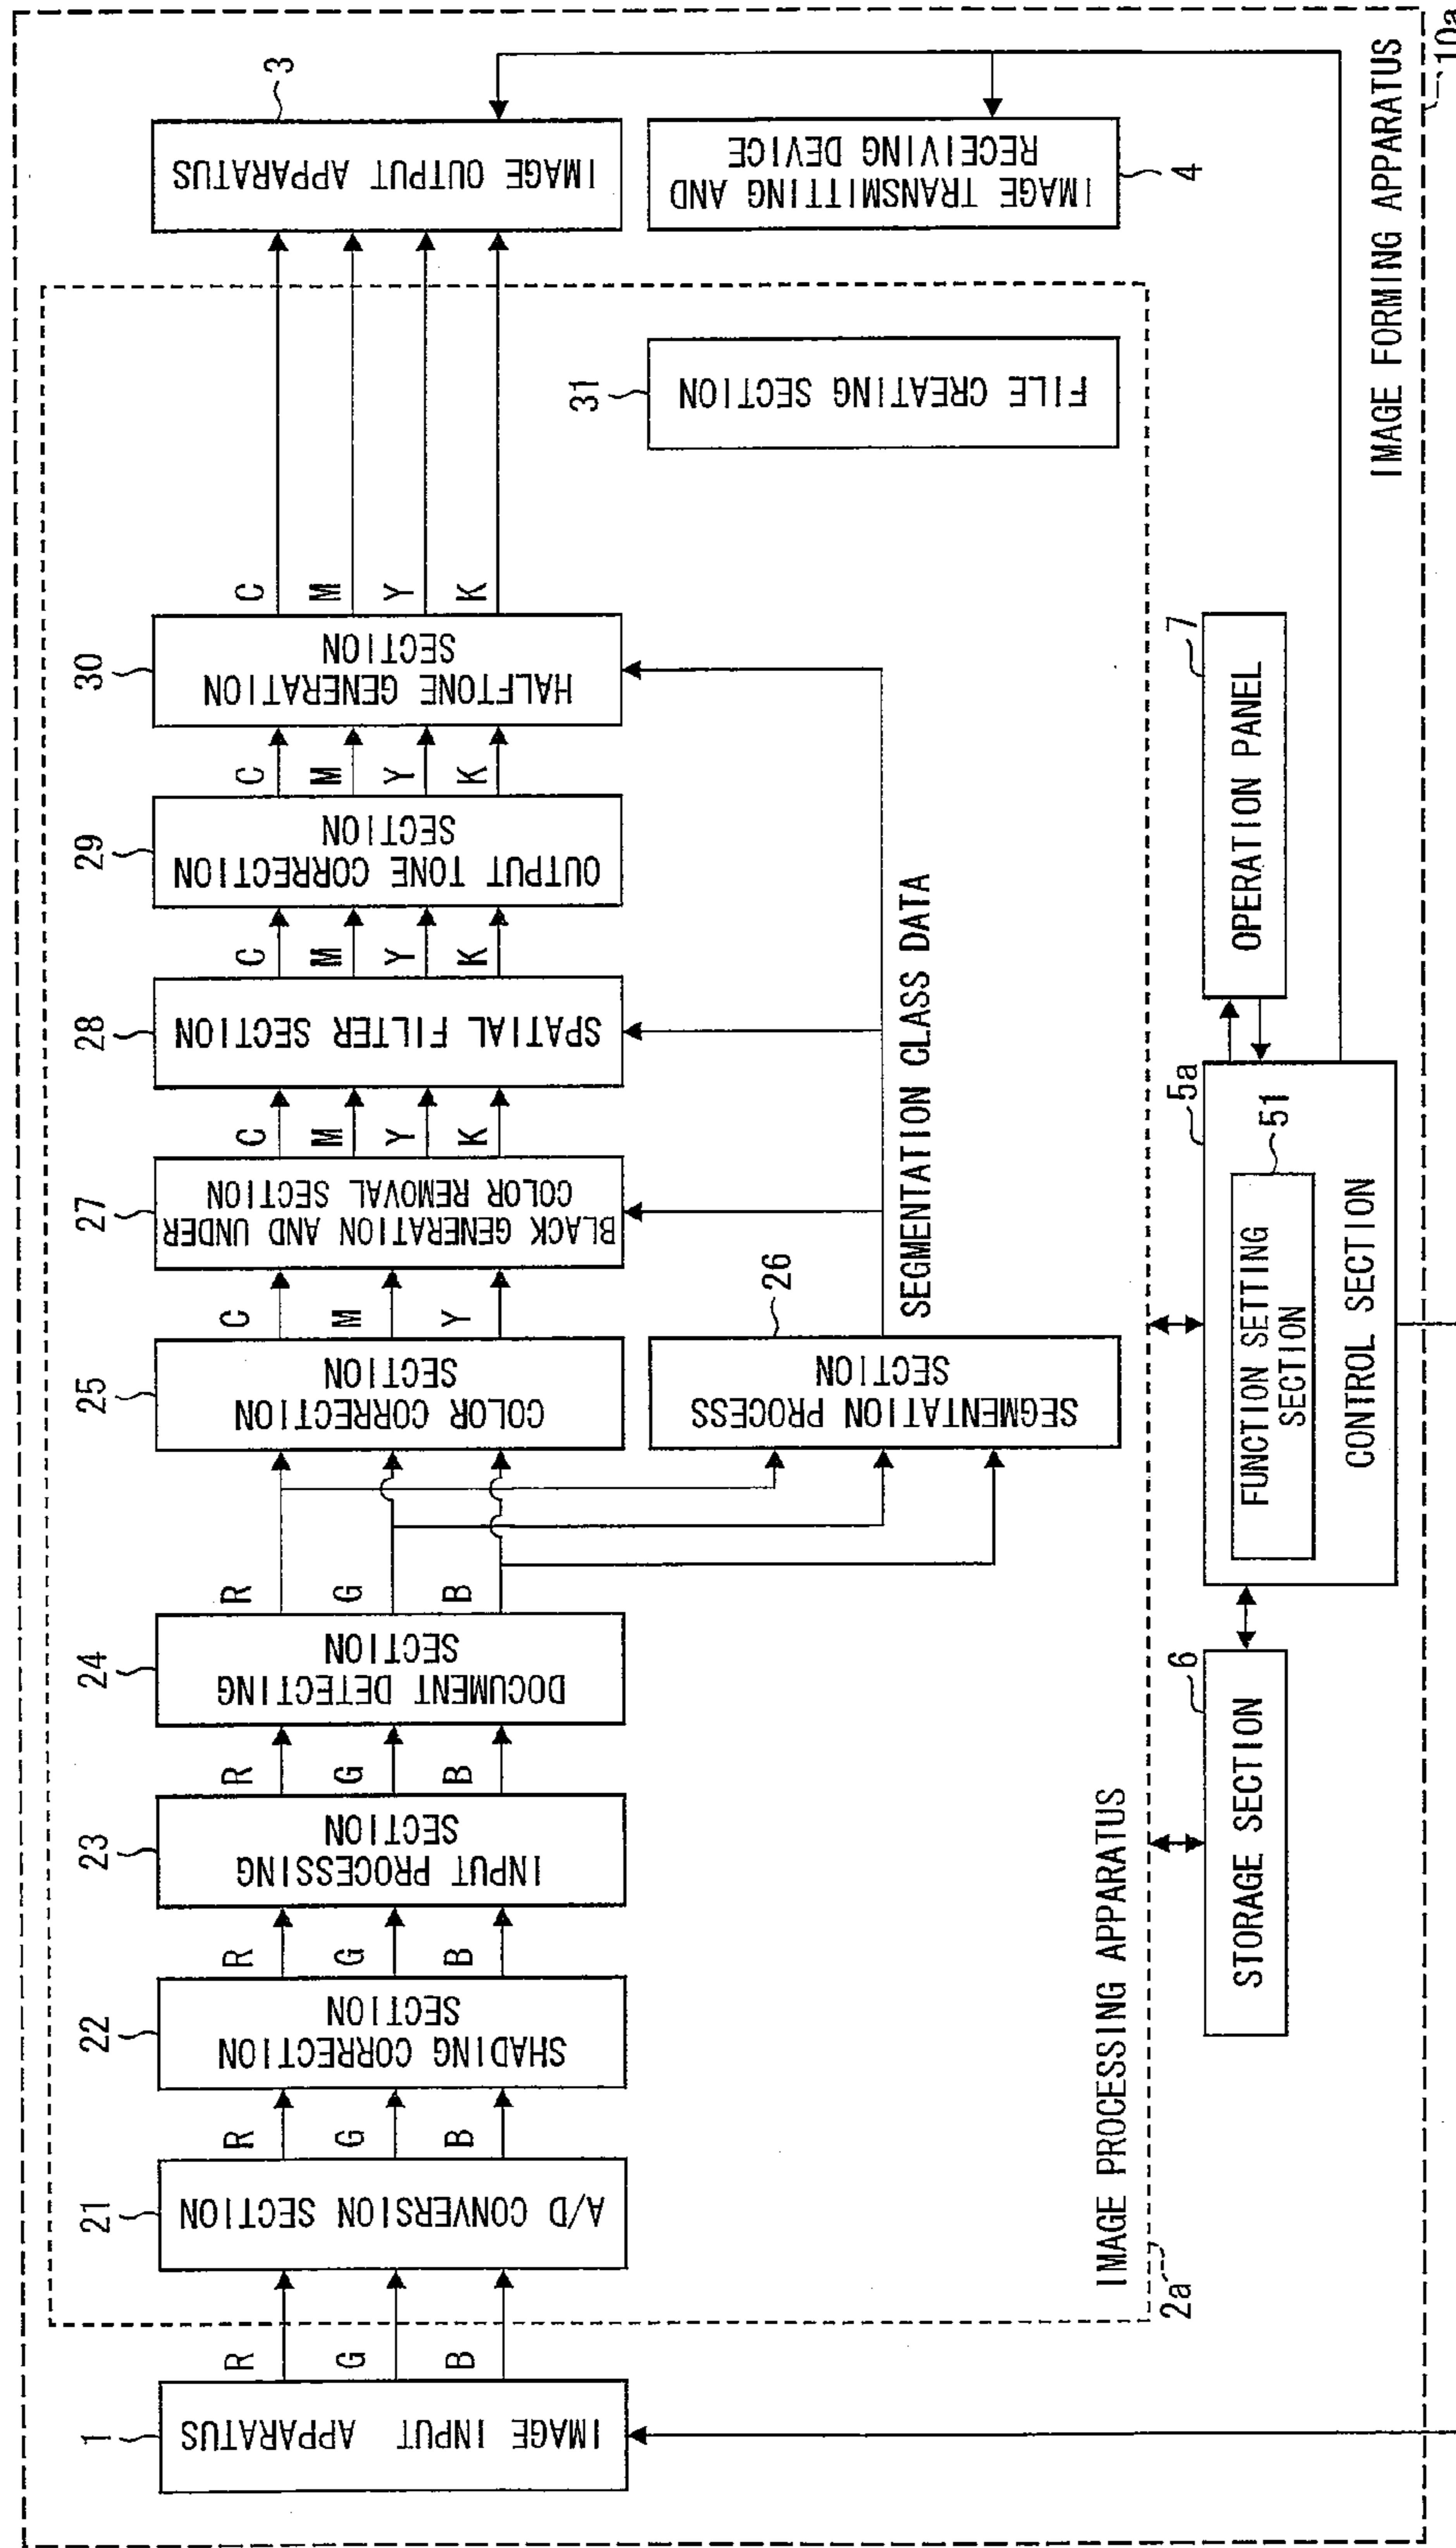 1
IMAGE INPUT APPARATUS
R
G
B
21
A/D CONVERSION SECTION
R
G
B
22
SHADING CORRECTION
SECTION
R
G
B
23
INPUT PROCESSING
SECTION
R
G
B
24
DOCUMENT DETECTING
SECTION
R
G
B
25
COLOR CORRECTION
SECTION
C
M
Y
27
BLACK GENERATION AND UNDER
COLOR REMOVAL SECTION
C
M
Y
K
28
SPATIAL FILTER SECTION
C
M
Y
K
29
OUTPUT TONE CORRECTION
SECTION
C
M
Y
K
30
HALFTONE GENERATION
SECTION
C
M
Y
K
3
IMAGE OUTPUT APPARATUS
26
SEGMENTATION PROCESS
SECTION
SEGMENTATION CLASS DATA
31
FILE CREATING SECTION
IMAGE TRANSMITTING AND
RECEIVING DEVICE
4
IMAGE PROCESSING APPARATUS
2a
6
STORAGE SECTION
5a
51
FUNCTION SETTING
SECTION
CONTROL SECTION
7
OPERATION PANEL
IMAGE FORMING APPARATUS
10a